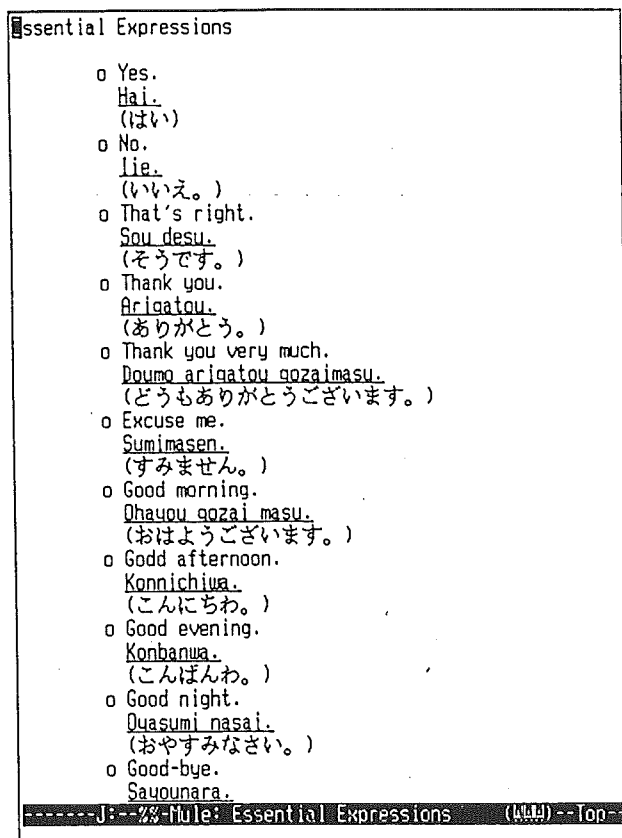 Essential Expressions
o Yes.
Hai.
(はい)
o No.
Iie.
(いいえ。)
o That's right.
Sou desu.
(そうです。)
o Thank you.
Arigatou.
(ありがとう。)
o Thank you very much.
Doumo arigatou gozaimasu.
(どうもありがとうございます。)
o Excuse me.
Sumimasen.
(すみません。)
o Good morning.
Ohayou gozai masu.
(おはようございます。)
o Godd afternoon.
Konnichiwa.
(こんにちわ。)
o Good evening.
Konbanwa.
(こんばんわ。)
o Good night.
Oyasumi nasai.
(おやすみなさい。)
o Good-bye.
Sayounara.
--------J:--%%-Mule: Essential Expressions (WWW)--Top-